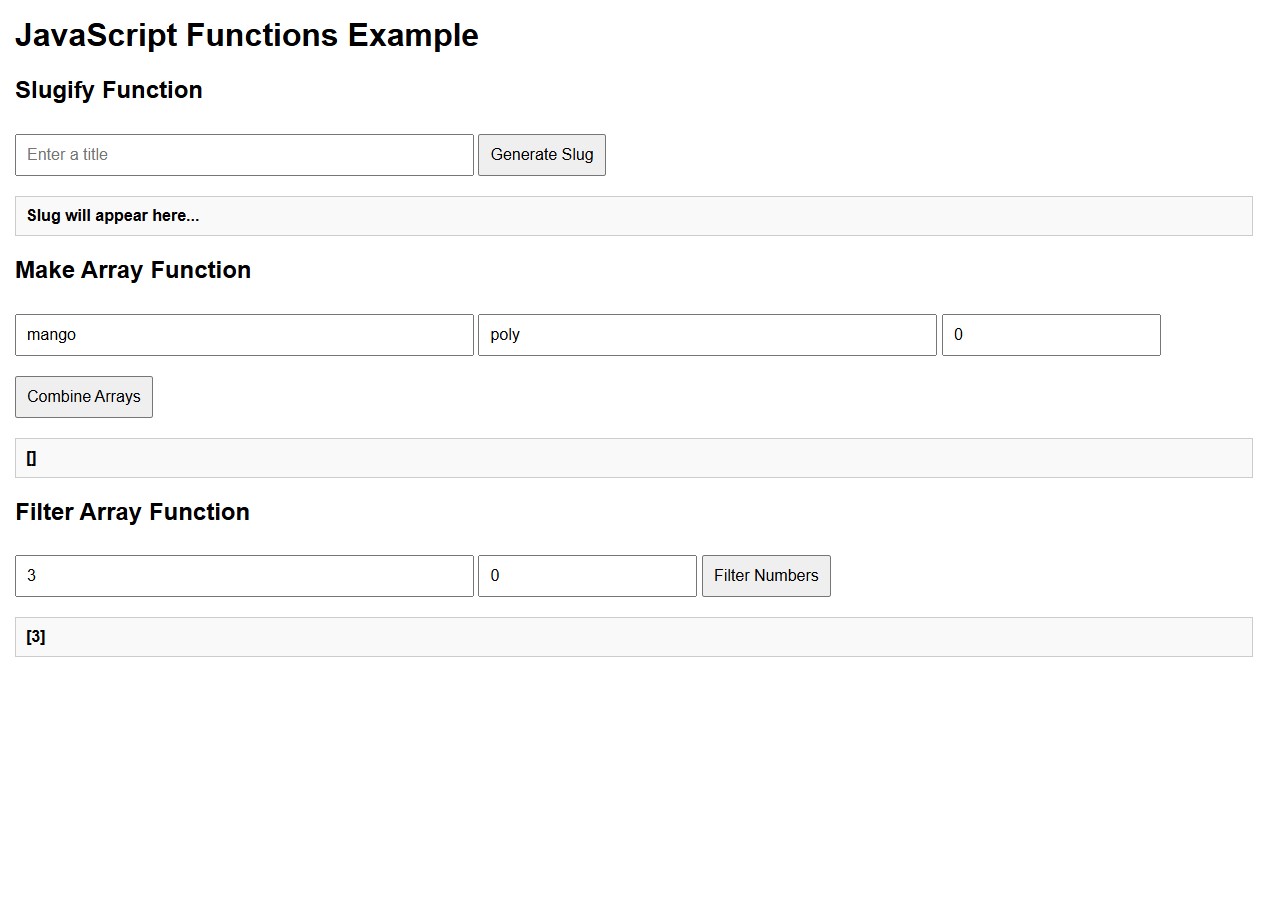 JavaScript Functions Example
Slugify Function
Enter a title Generate Slug
Slug will appear here...
Make Array Function
mango poly 0
Combine Arrays
[]
Filter Array Function
3 0 Filter Numbers
[3]